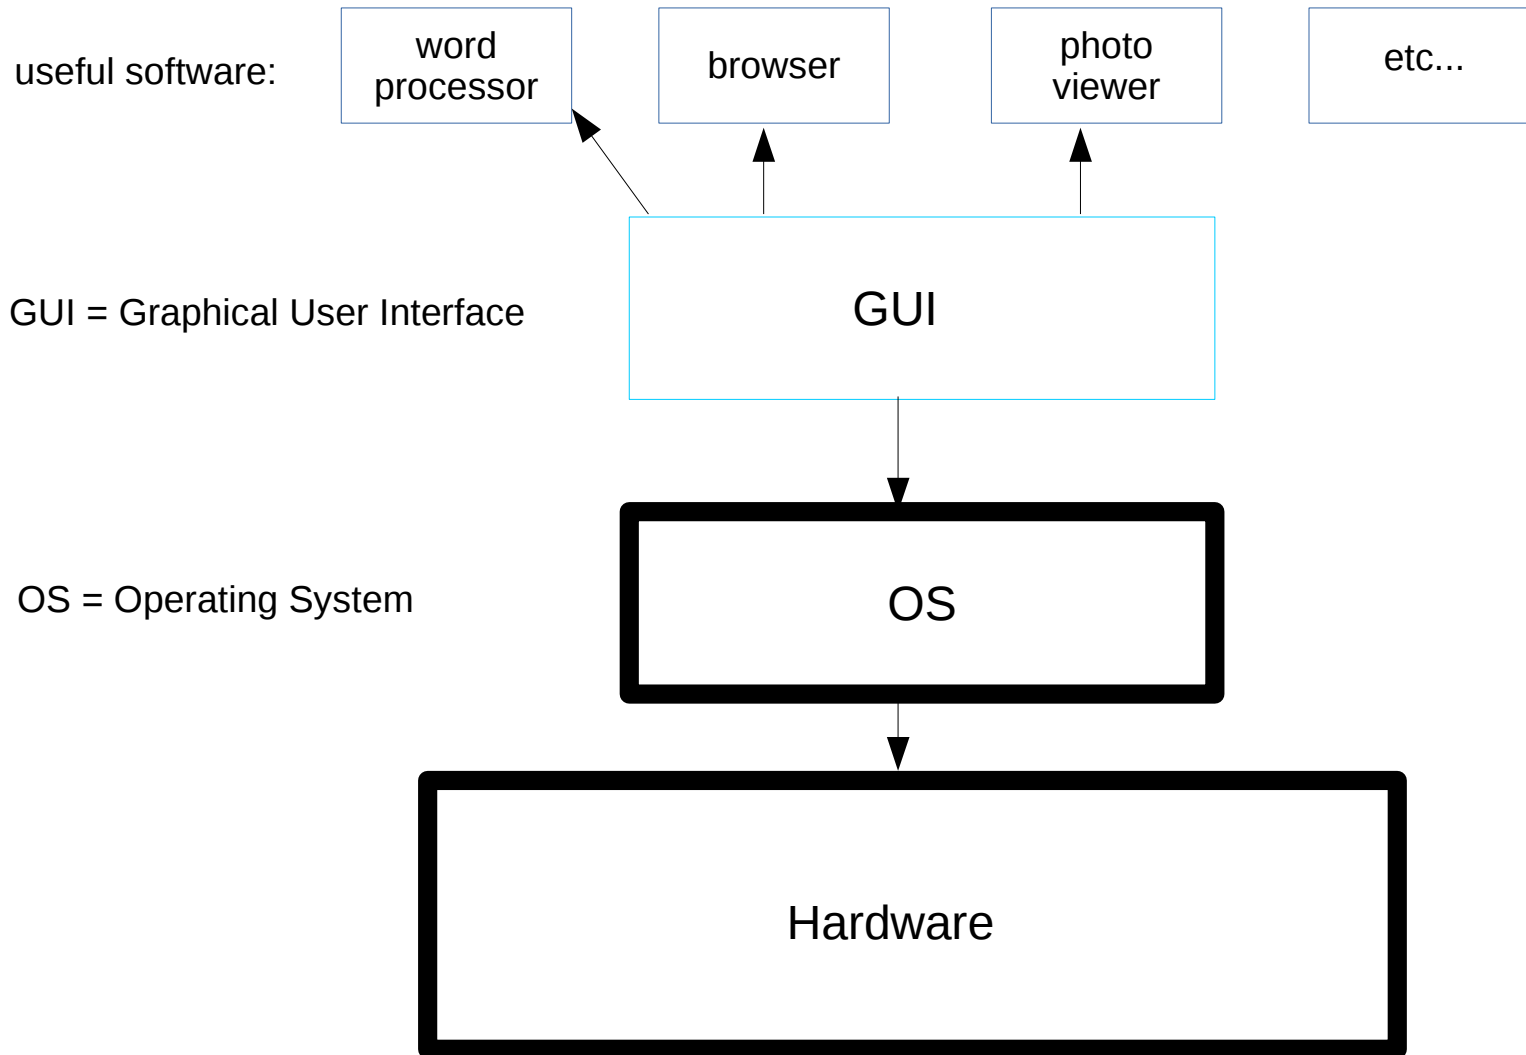 useful software:
word
processor
browser
photo
viewer
etc...
GUI = Graphical User Interface
GUI
OS = Operating System
OS
Hardware